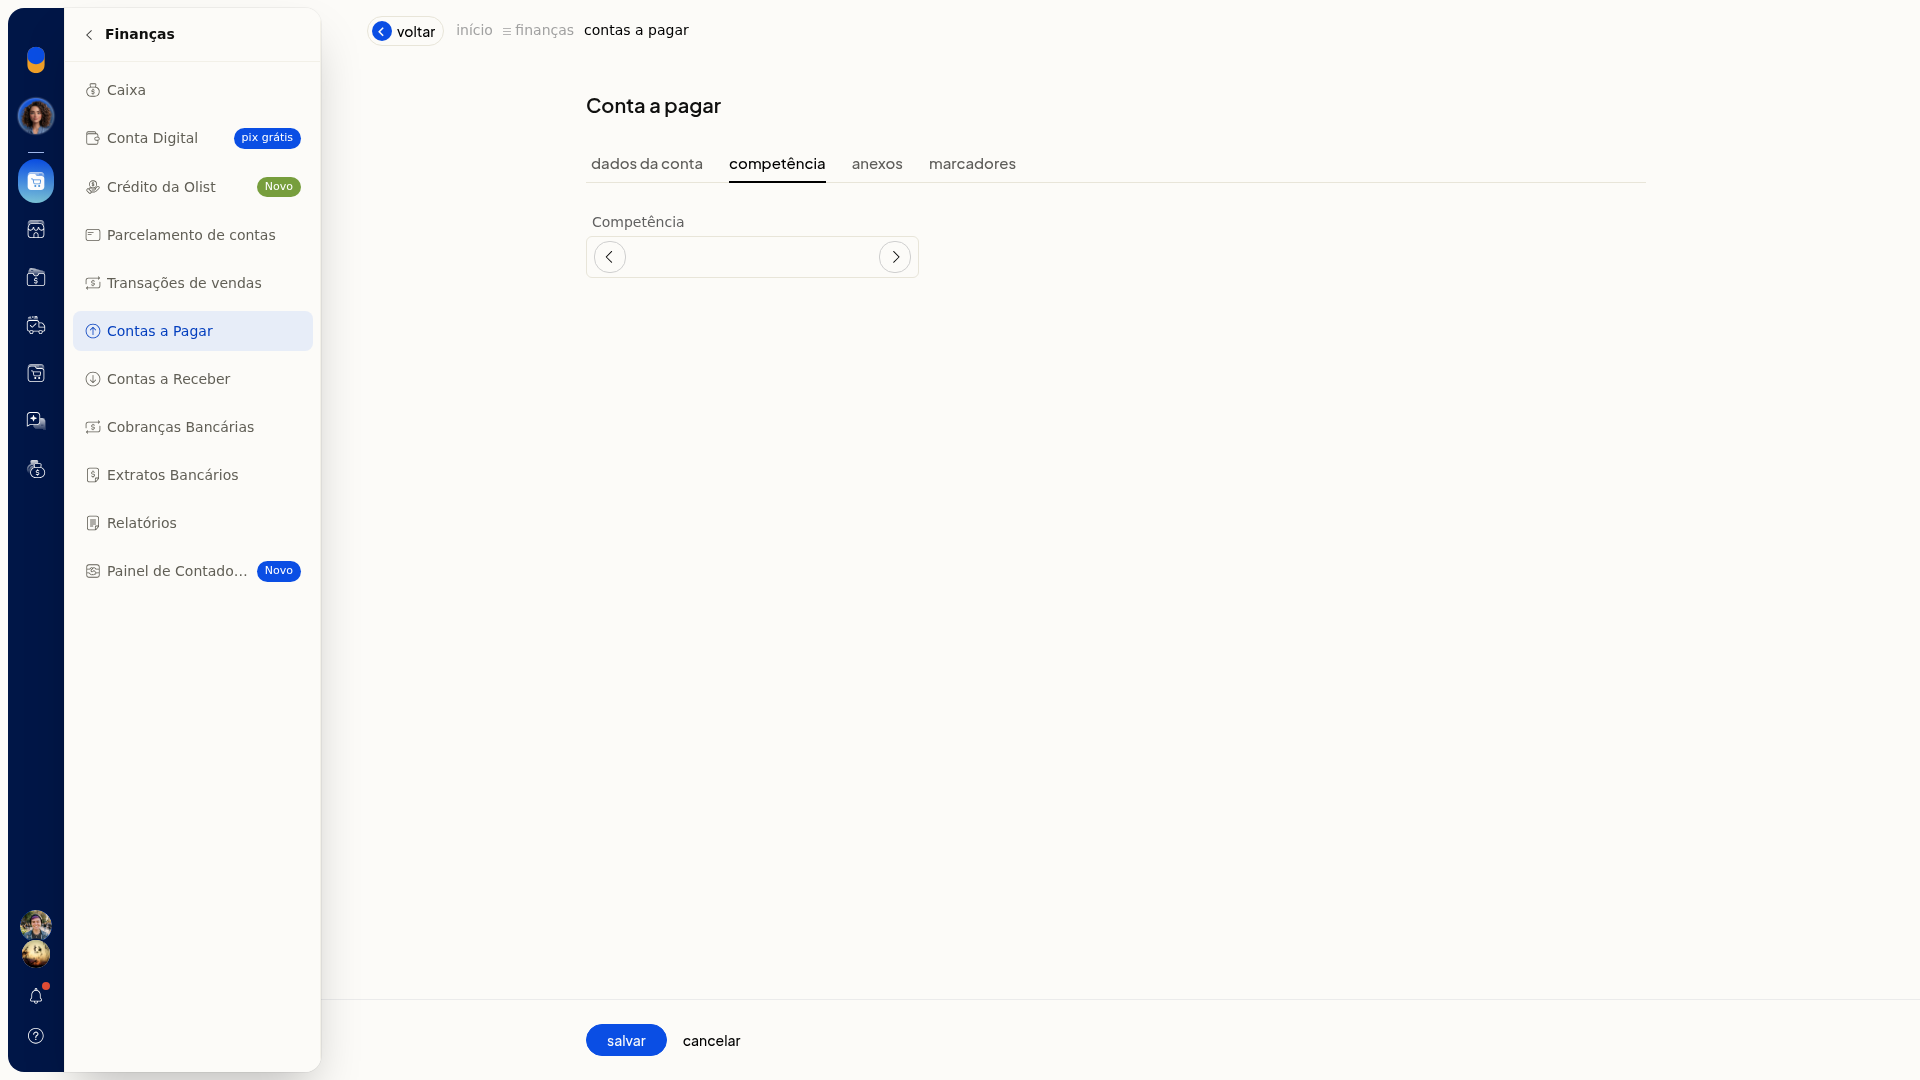 Finanças
Caixa
Conta Digital
pix grátis
Crédito da Olist
Novo
Parcelamento de contas
Transações de vendas
Contas a Pagar
Contas a Receber
Cobranças Bancárias
Extratos Bancários
Relatórios
Painel de Contado...
Novo
voltar
início
finanças
contas a pagar
Conta a pagar
dados da conta
competência
anexos
marcadores
Competência
salvar
cancelar